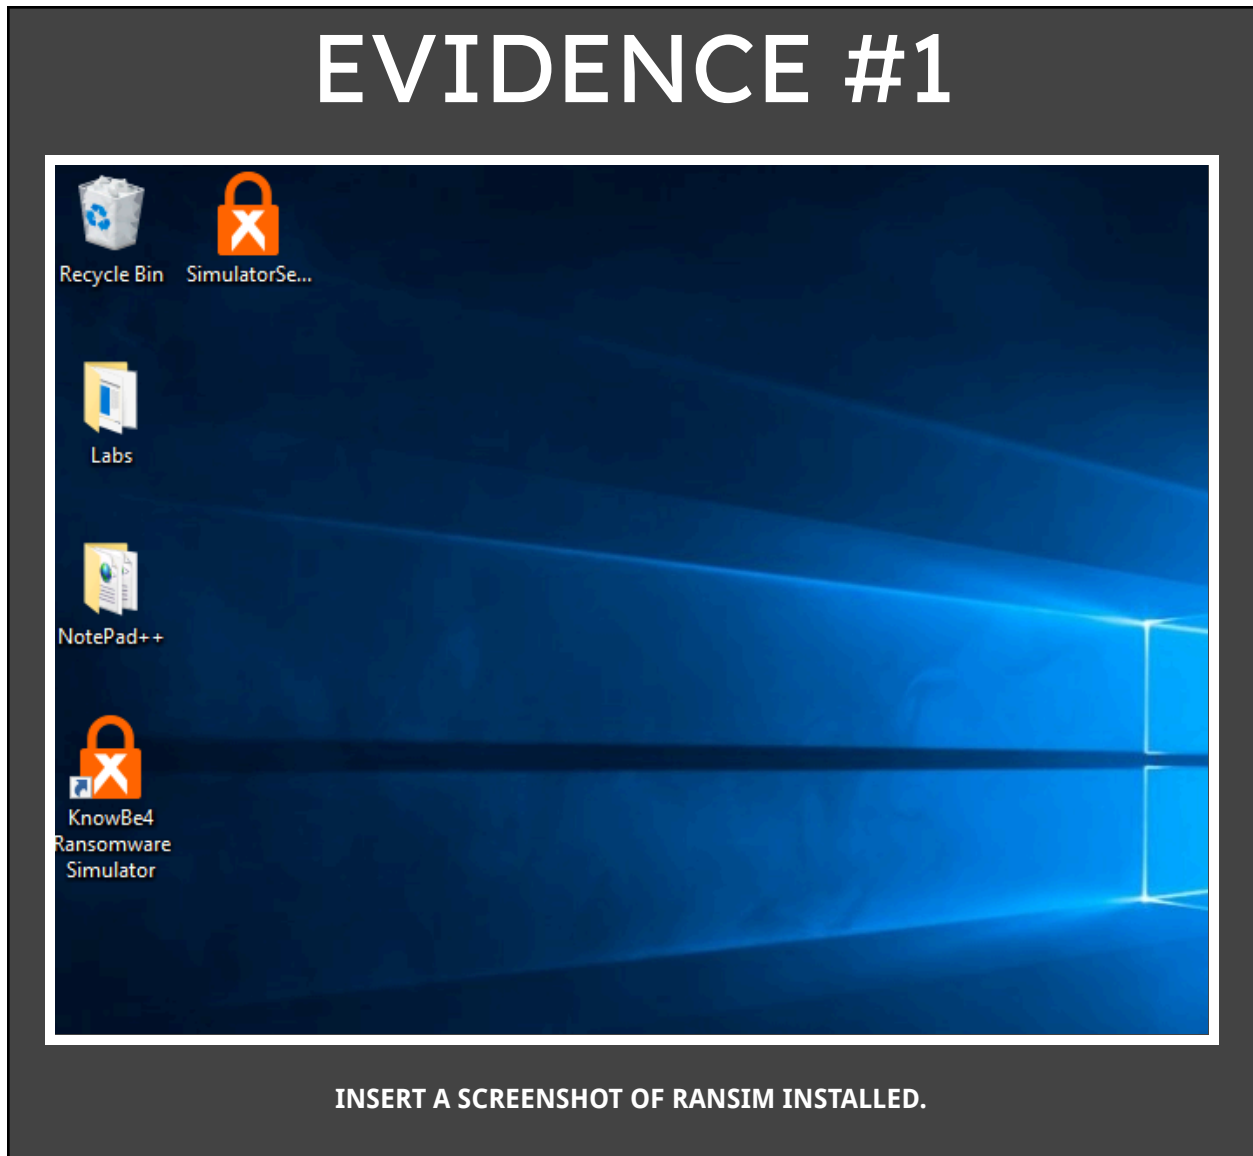 EVIDENCE #1
Recycle Bin
SimulatorSe...
Labs
NotePad++
KnowBe4
Ransomware
Simulator
INSERT A SCREENSHOT OF RANSIM INSTALLED.